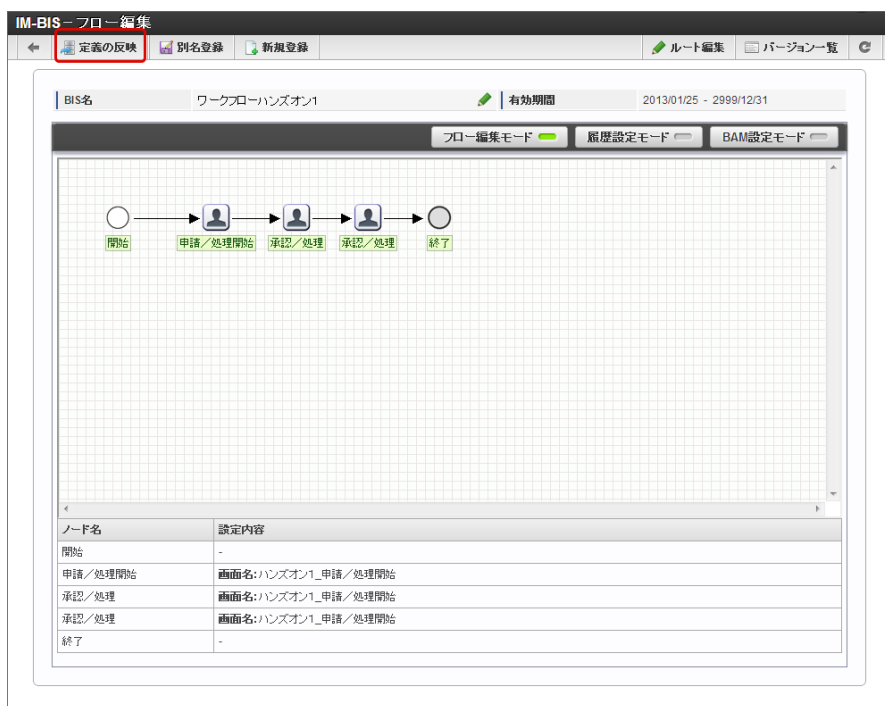 IM-BIS－フロー編集
定義の反映 別名登録 新規登録 ルート編集 バージョン一覧
BIS名 ワークフローハンズオン1 有効期間 2013/01/25 - 2999/12/31
フロー編集モード 履歴設定モード BAM設定モード
開始 申請／処理開始 承認／処理 承認／処理 終了
ノード名 設定内容
開始 -
申請／処理開始 画面名:ハンズオン1_申請／処理開始
承認／処理 画面名:ハンズオン1_申請／処理開始
承認／処理 画面名:ハンズオン1_申請／処理開始
終了 -